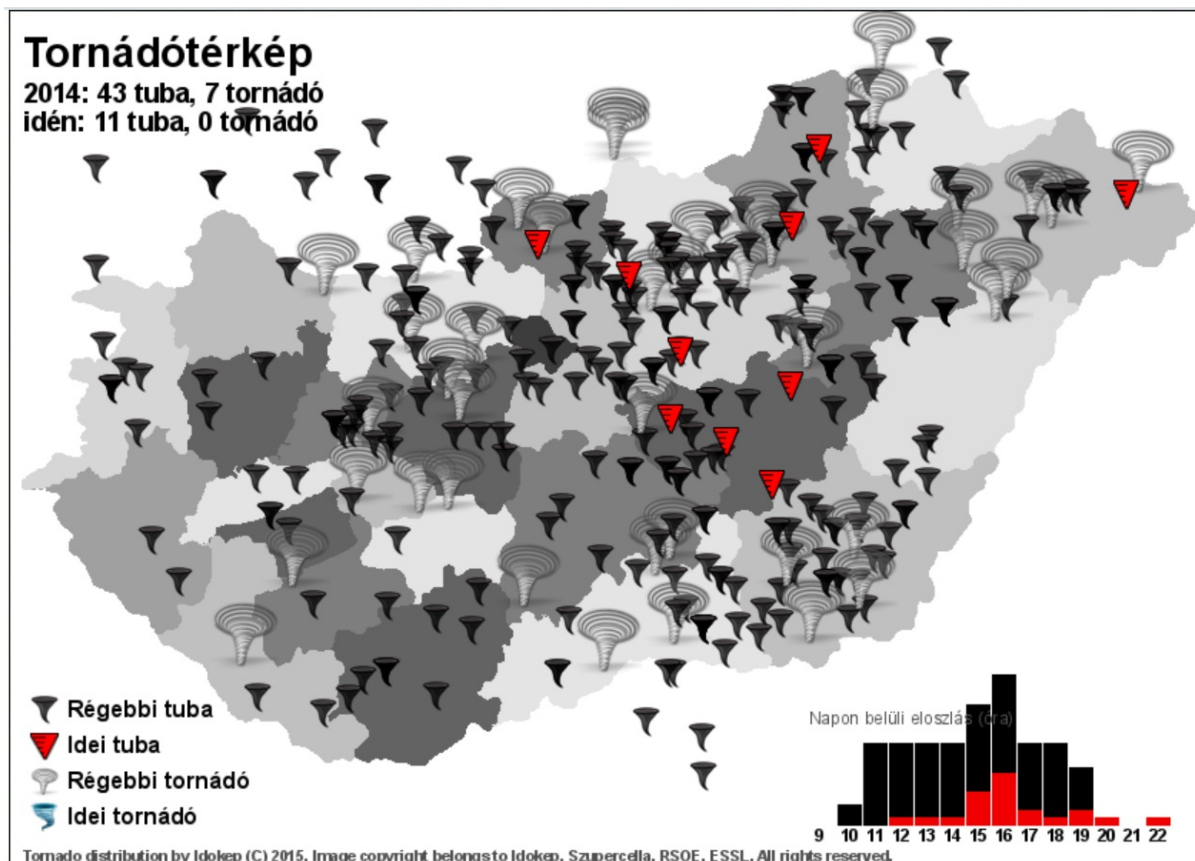 Tornádótérkép
2014: 43 tuba, 7 tornádó
idén: 11 tuba, 0 tornádó
Régebbi tuba
Idei tuba
Régebbi tornádó
Idei tornádó
Napon belüli eloszlás (óra)
9 10 11 12 13 14 15 16 17 18 19 20 21 22
Tornado distribution by Idokep (C) 2015. Image copyright belongs to Idokep, Szupercella, RSOE, ESSL. All rights reserved.